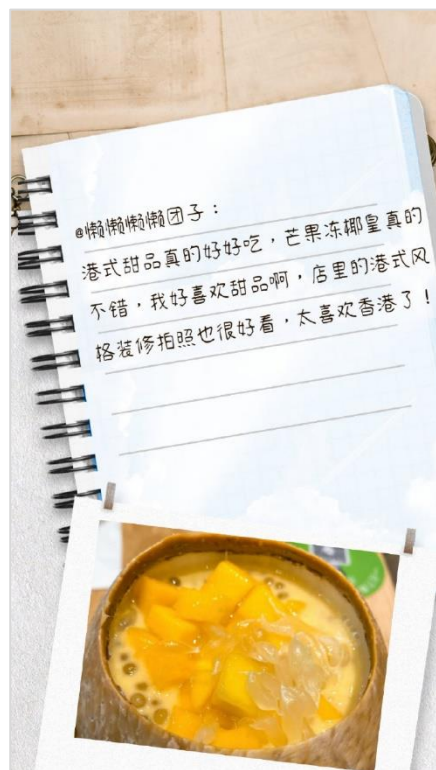 @懒懒懒懒团子：
港式甜品真的好好吃，芒果冻椰皇真的
不错，我好喜欢甜品啊，店里的港式风
格装修拍照也很好看，太喜欢香港了！